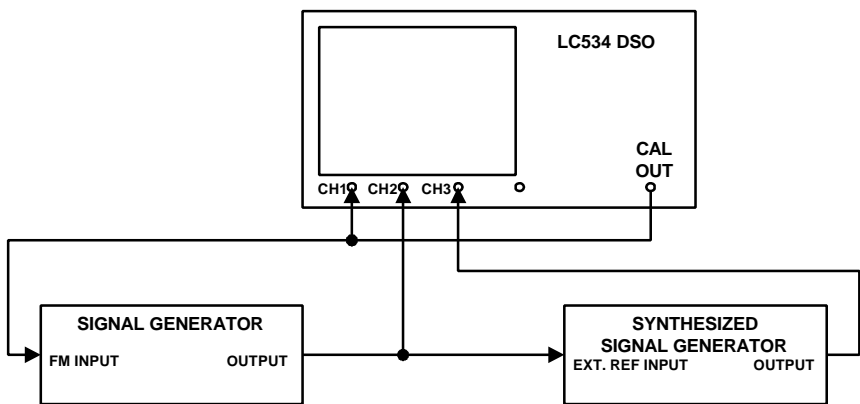 LC534 DSO
CAL
OUT
CH1 CH2 CH3
SIGNAL GENERATOR
FM INPUT OUTPUT
SYNTHESIZED
SIGNAL GENERATOR
EXT. REF INPUT OUTPUT